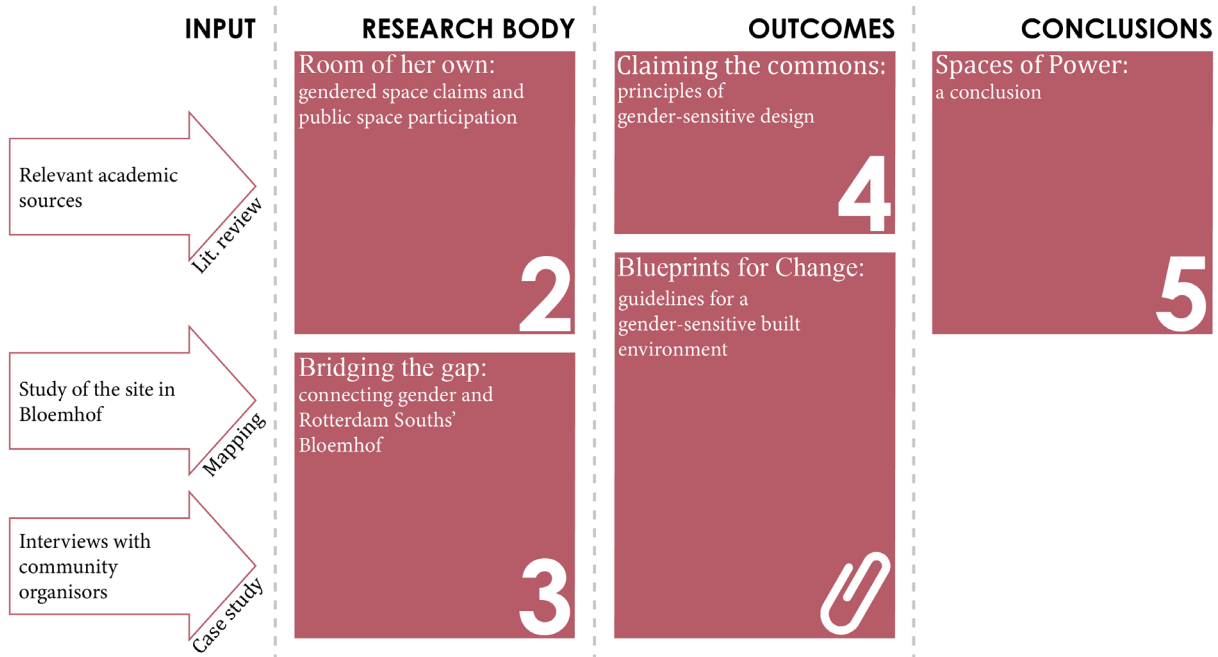 INPUT
RESEARCH BODY
OUTCOMES
CONCLUSIONS
Relevant academic
sources
Lit. review
Study of the site in
Bloemhof
Mapping
Interviews with
community
organisors
Case study
Room of her own:
gendered space claims and
public space participation
2
Bridging the gap:
connecting gender and
Rotterdam Souths’
Bloemhof
3
Claiming the commons:
principles of
gender-sensitive design
4
Blueprints for Change:
guidelines for a
gender-sensitive built
environment
Spaces of Power:
a conclusion
5